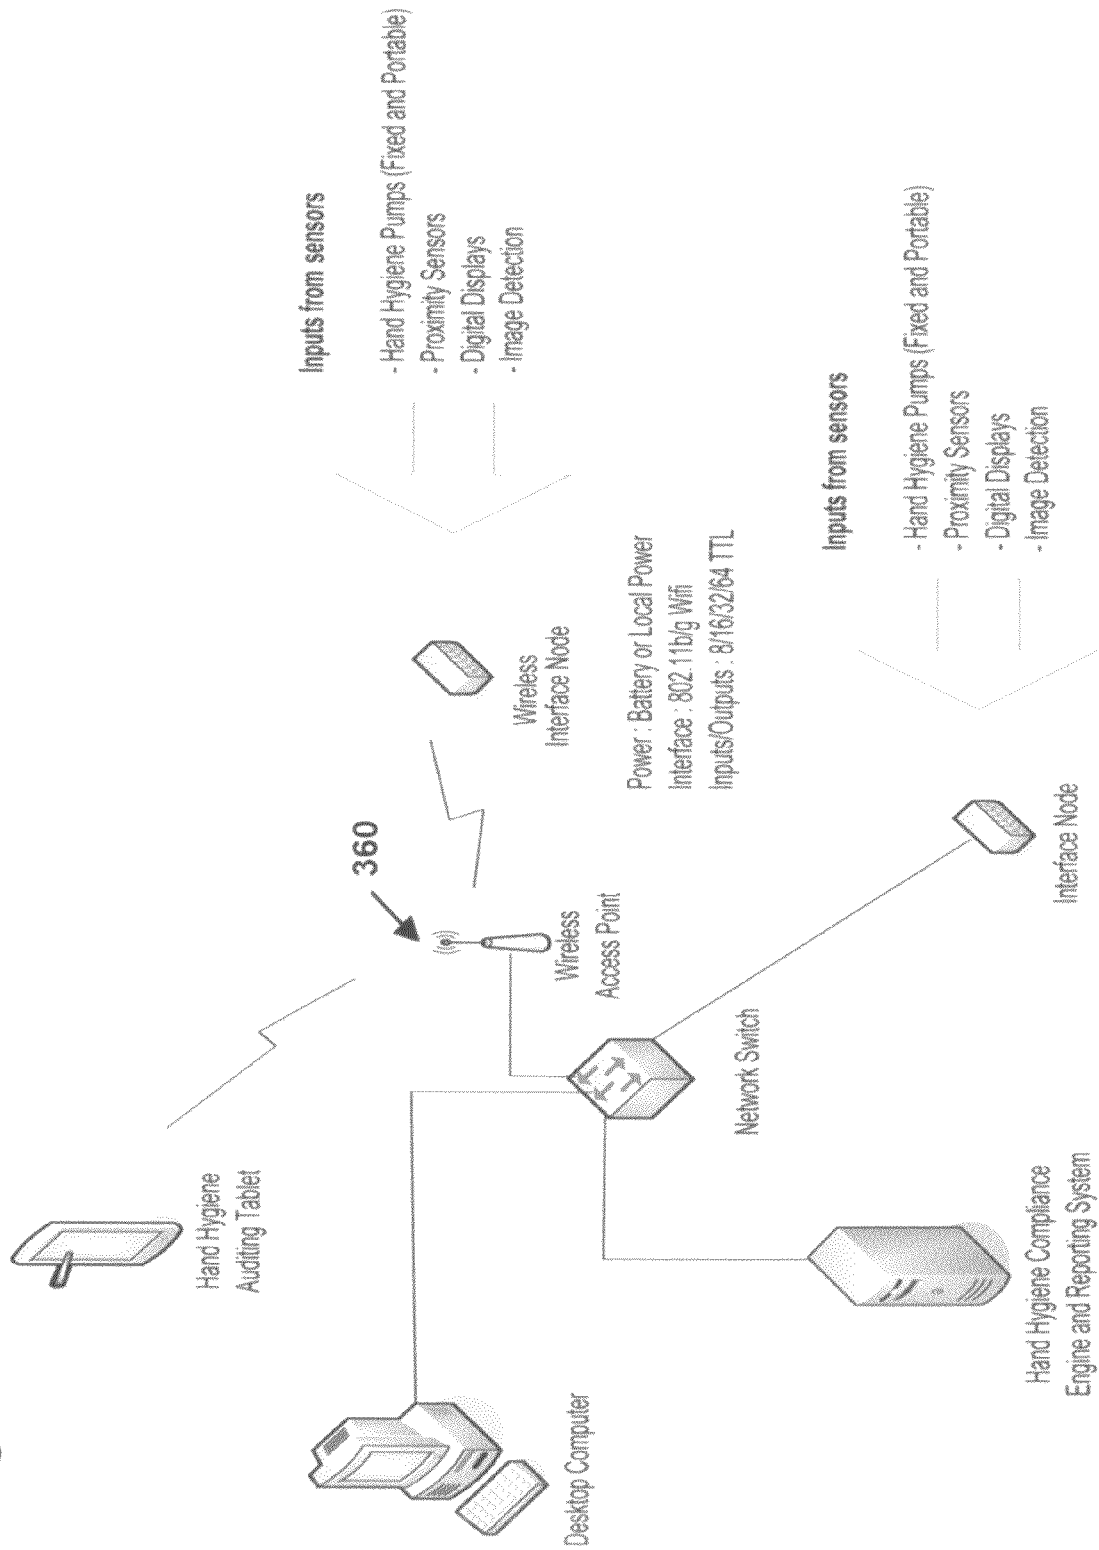 Hand Hygiene
Auditing Tablet
360
Wireless
Access Point
Wireless
Interface Node
Inputs from sensors
- Hand Hygiene Pumps (Fixed and Portable)
- Proximity Sensors
- Digital Displays
- Image Detection
Power : Battery or Local Power
Interface : 802-11b/g Wifi
Inputs/Outputs : 8/16/32/64 TTL
Desktop Computer
Network Switch
Hand Hygiene Compliance
Engine and Reporting System
Interface Node
Inputs from sensors
- Hand Hygiene Pumps (Fixed and Portable)
- Proximity Sensors
- Digital Displays
- Image Detection